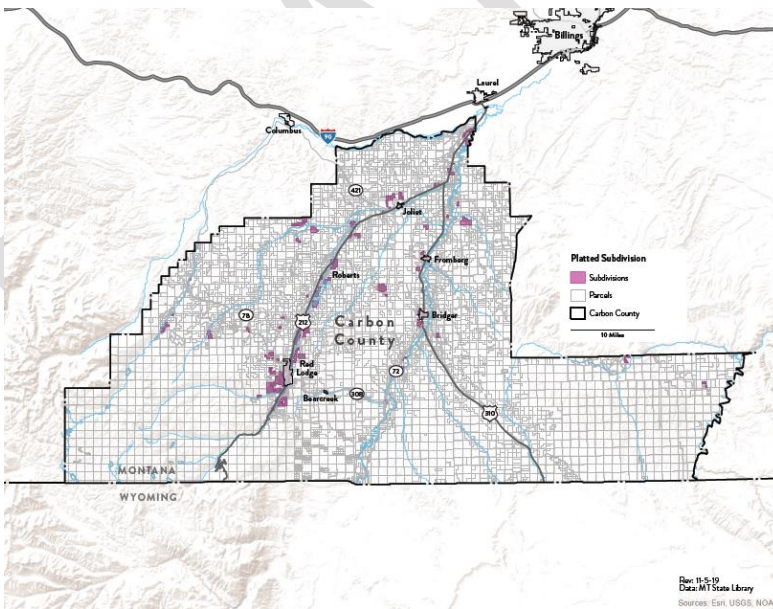 Billings
Laurel
Columbus
90
421
Joliet
Fromberg
Roberts
78
212
Carbon
County
Bridger
Red
Lodge
72
Bearcreek
308
310
MONTANA
WYOMING
Platted Subdivision
Subdivisions
Parcels
Carbon County
10 Miles
Rev: 11-5-19
Data: MT State Library
Sources: Esri, USGS, NOA